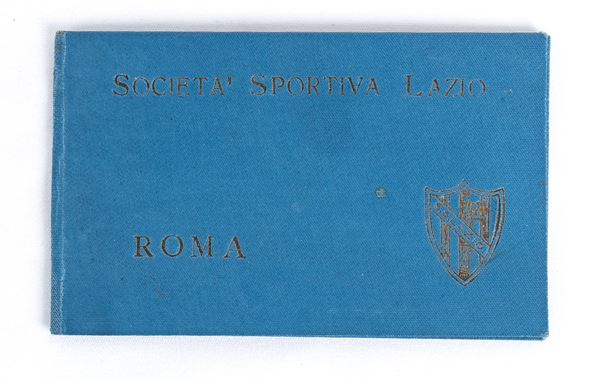 SOCIETA' SPORTIVA LAZIO
ROMA